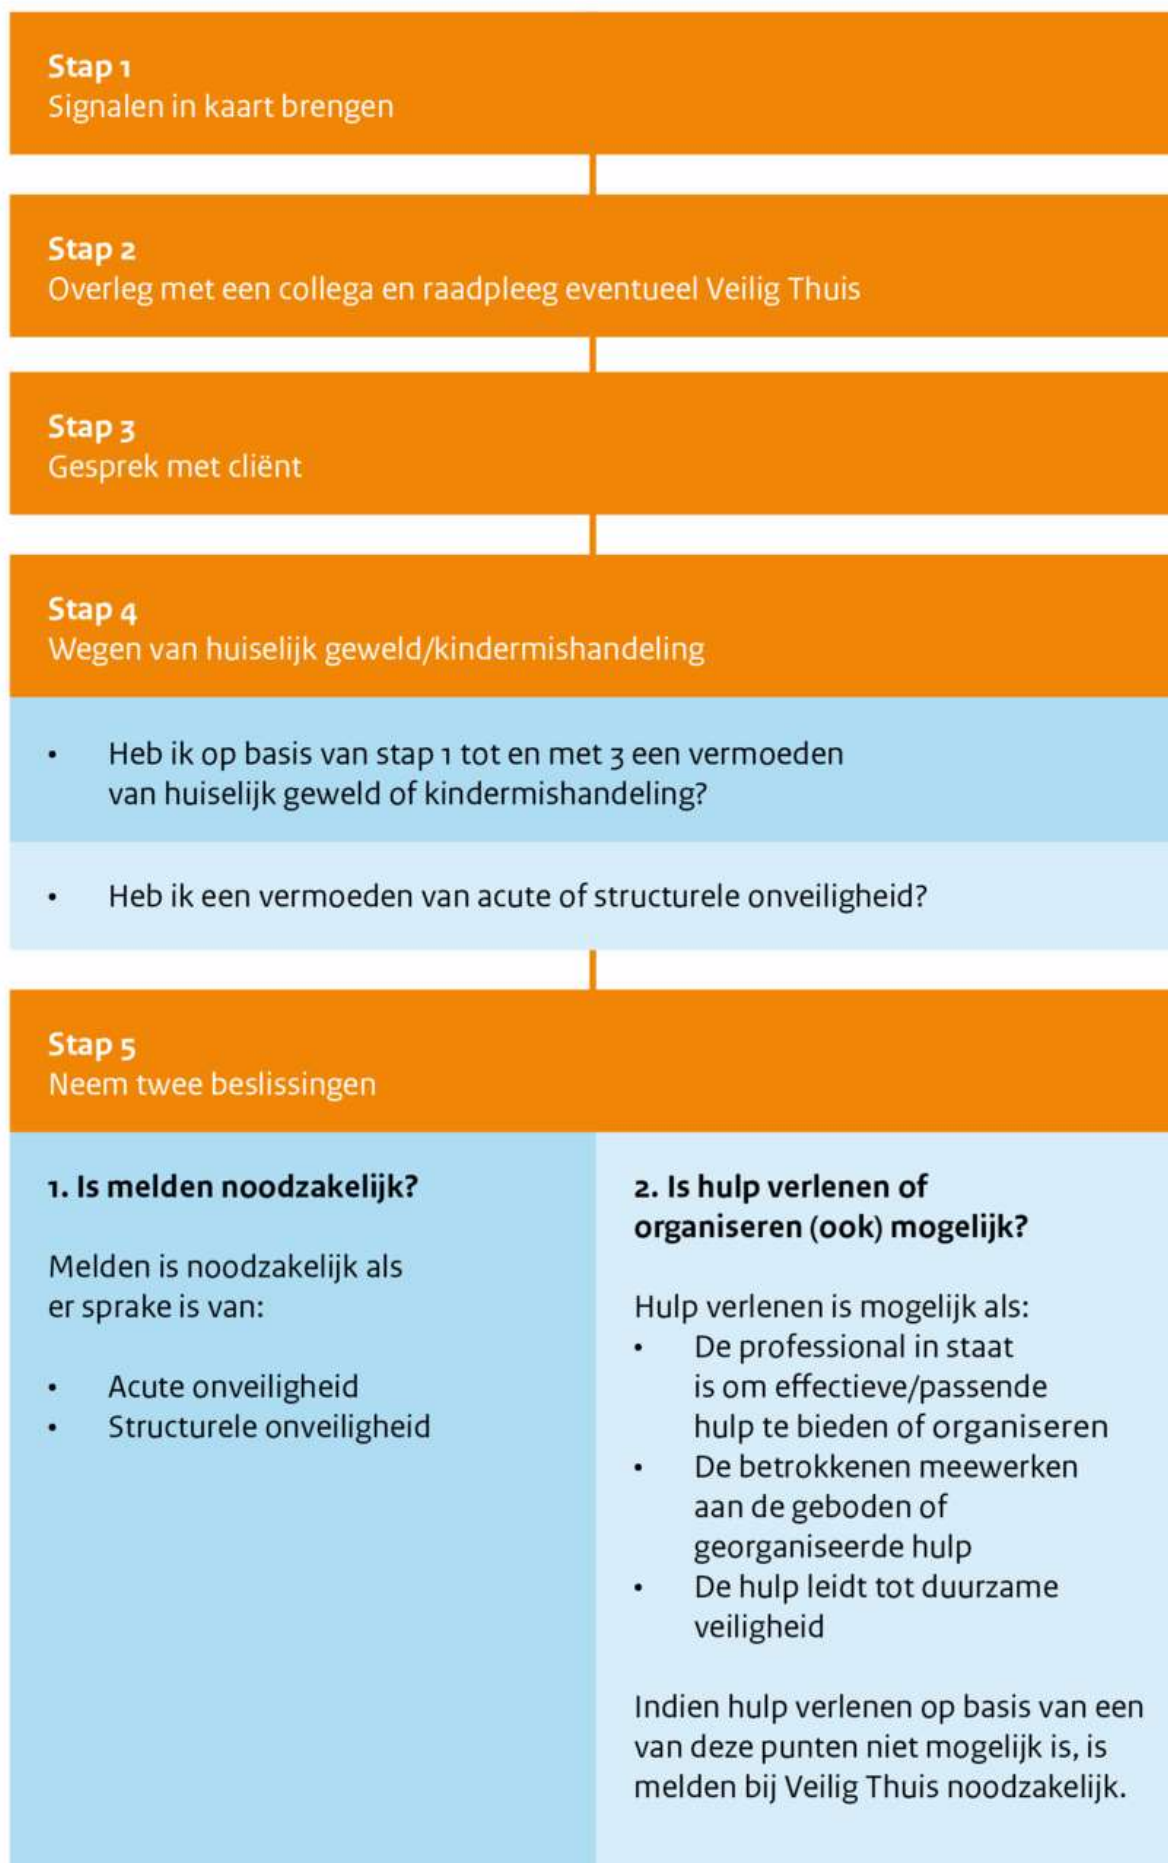 Stap 1
Signalen in kaart brengen
Stap 2
Overleg met een collega en raadpleeg eventueel Veilig Thuis
Stap 3
Gesprek met cliënt
Stap 4
Wegen van huiselijk geweld/kindermishandeling
• Heb ik op basis van stap 1 tot en met 3 een vermoeden
van huiselijk geweld of kindermishandeling?
• Heb ik een vermoeden van acute of structurele onveiligheid?
Stap 5
Neem twee beslissingen
1. Is melden noodzakelijk?
Melden is noodzakelijk als
er sprake is van:
• Acute onveiligheid
• Structurele onveiligheid
2. Is hulp verlenen of
organiseren (ook) mogelijk?
Hulp verlenen is mogelijk als:
• De professional in staat
is om effectieve/passende
hulp te bieden of organiseren
• De betrokkenen meewerken
aan de geboden of
georganiseerde hulp
• De hulp leidt tot duurzame
veiligheid
Indien hulp verlenen op basis van een
van deze punten niet mogelijk is, is
melden bij Veilig Thuis noodzakelijk.